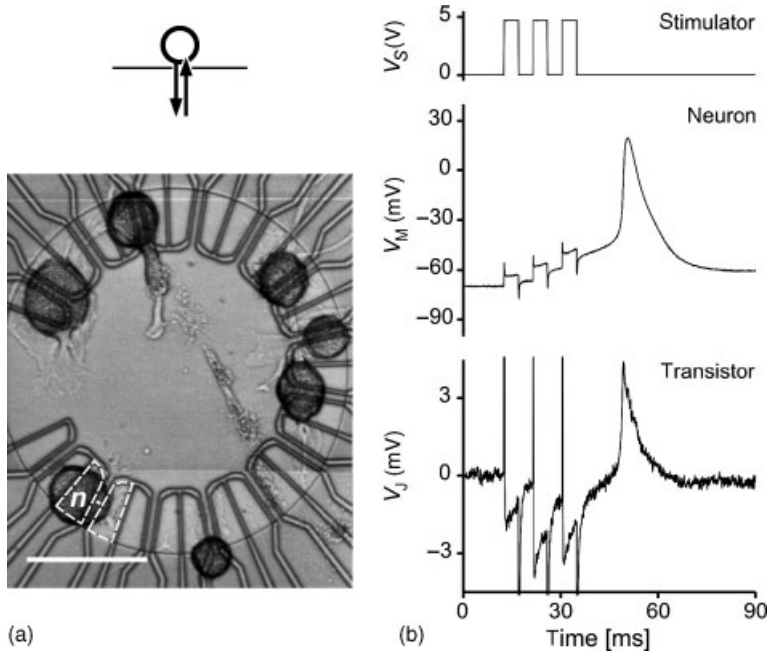 n
(a)
5
0
V_S(V)
Stimulator
30
0
−30
−60
−90
V_M (mV)
Neuron
3
0
−3
V_J (mV)
Transistor
0 30 60 90
(b) Time [ms]